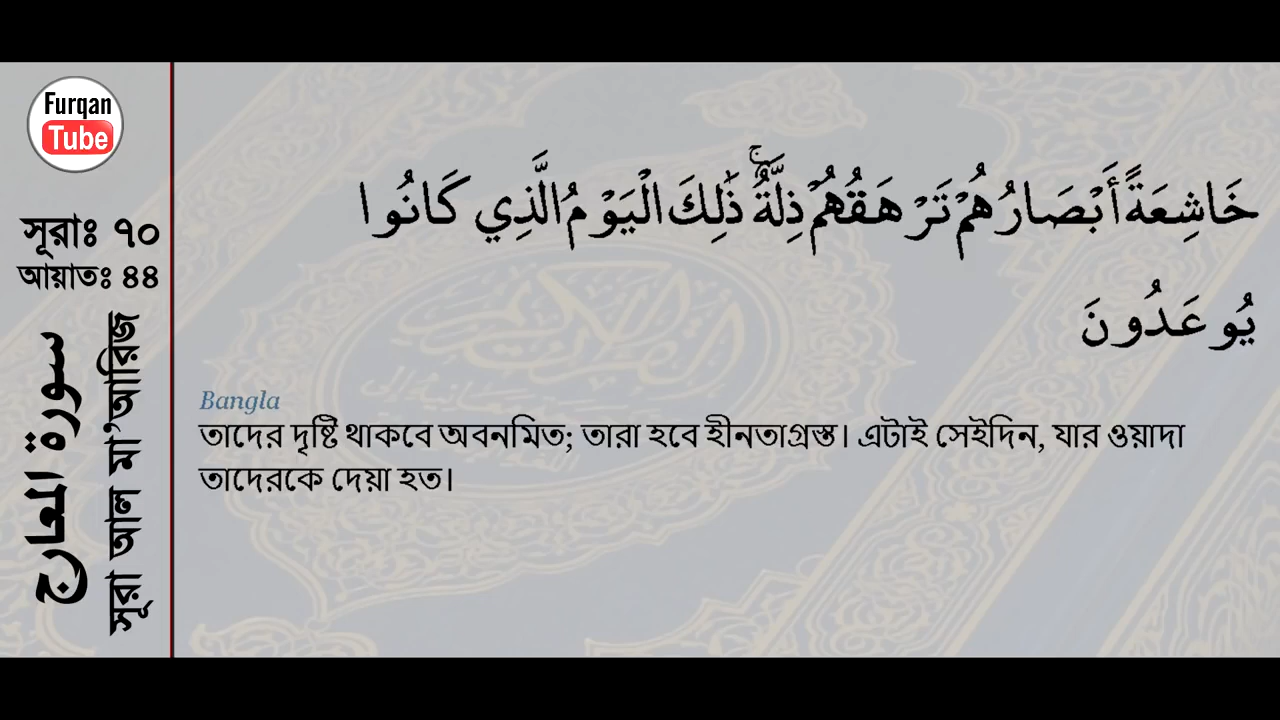 Furqan
Tube
সূরাঃ ৭০
আয়াতঃ ৪৪
سورة المعارج
সূরা আল মা’আরিজ
خَاشِعَةً أَبْصَارُهُمْ تَرْهَقُهُمْ ذِلَّةٌ ۚ ذَٰلِكَ الْيَوْمُ الَّذِي كَانُوا
يُوعَدُونَ
Bangla
তাদের দৃষ্টি থাকবে অবনমিত; তারা হবে হীনতাগ্রস্ত। এটাই সেইদিন, যার ওয়াদা
তাদেরকে দেয়া হত।